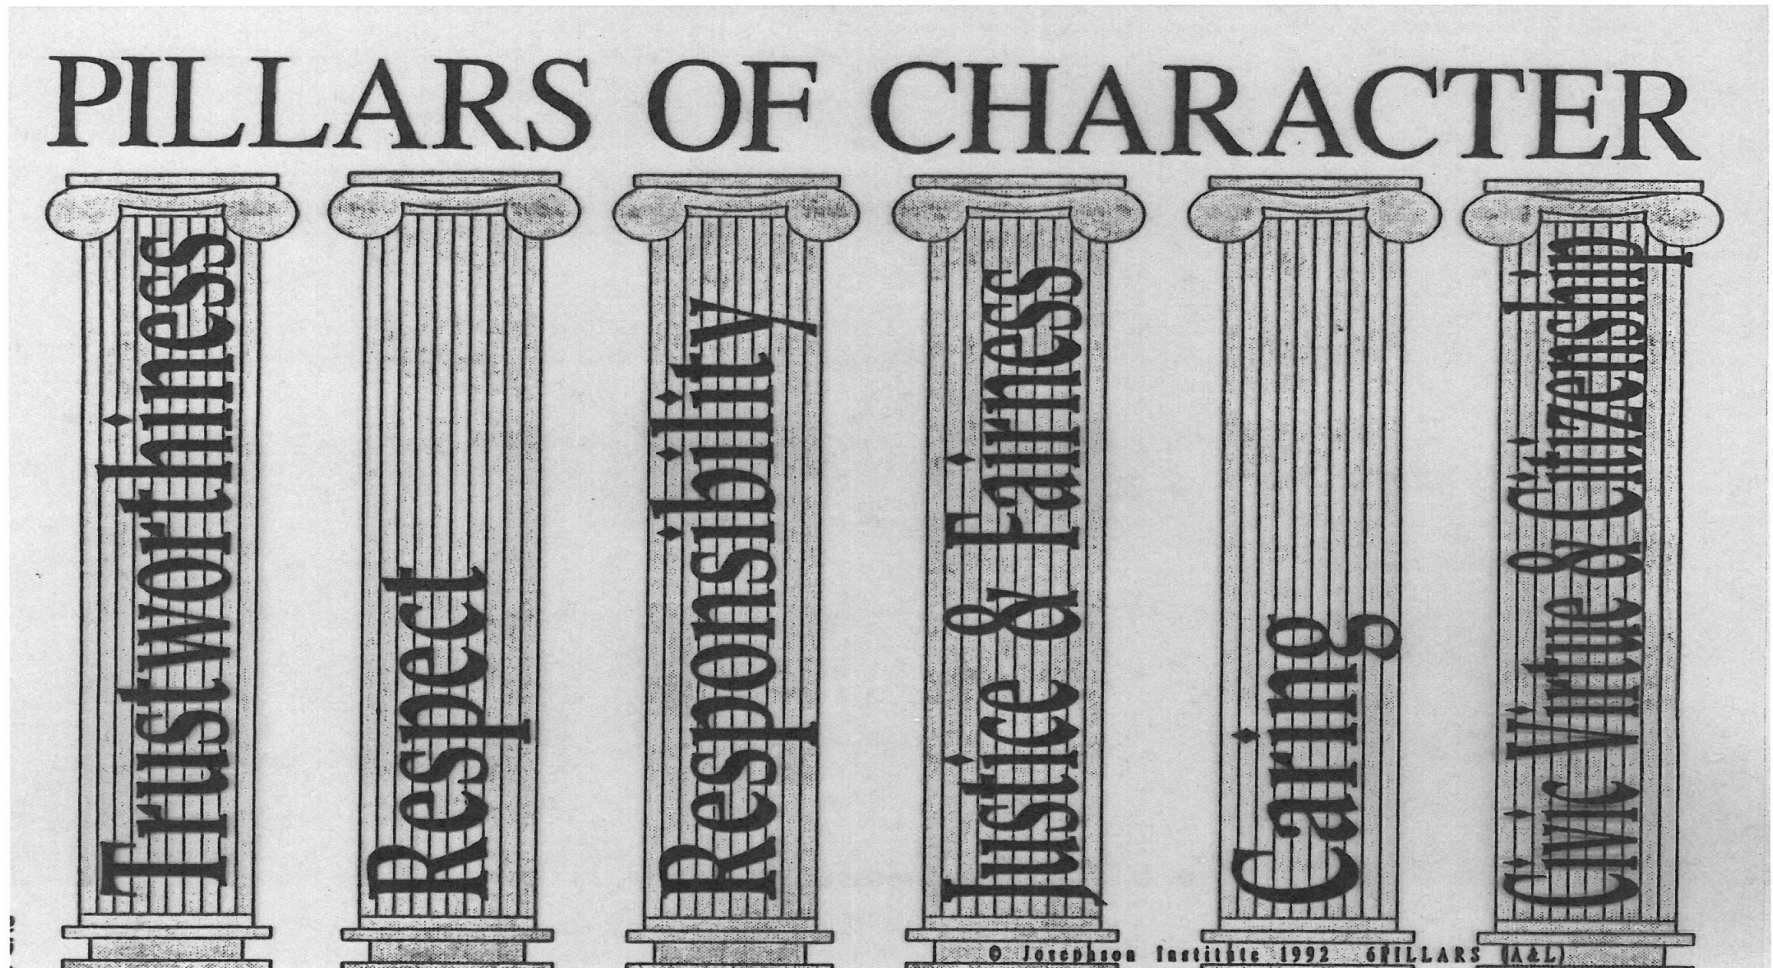 PILLARS OF CHARACTER
Trustworthiness
Respect
Responsibility
Justice & Fairness
Caring
Civic Virtue & Citizenship
© Josephson Institute 1992 6PILLARS (A&L)